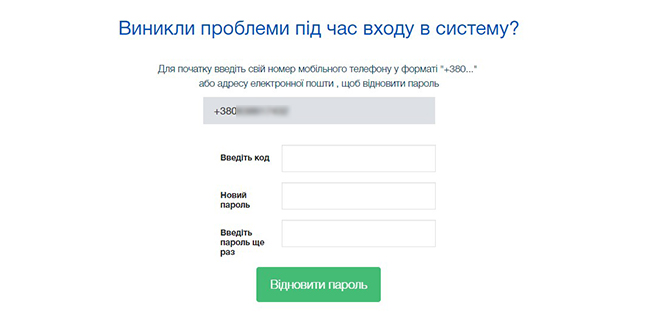 Виникли проблеми під час входу в систему?
Для початку введіть свій номер мобільного телефону у форматі "+380..."
або адресу електронної пошти , щоб відновити пароль
+380
Введіть код
Новий
пароль
Введіть
пароль ще
раз
Відновити пароль